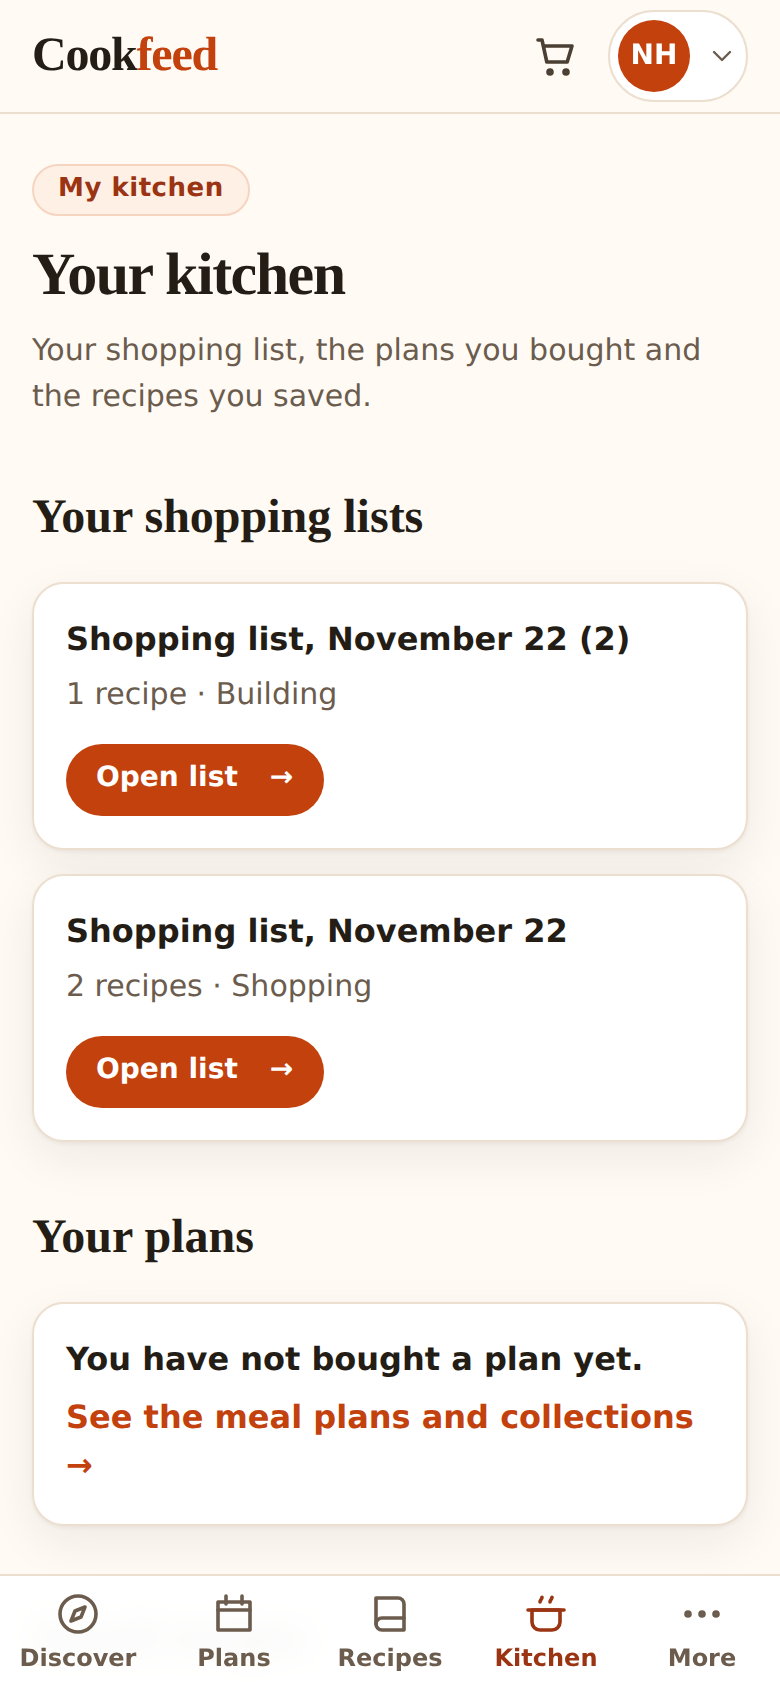 Cookfeed
NH
My kitchen
Your kitchen
Your shopping list, the plans you bought and
the recipes you saved.
Your shopping lists
Shopping list, November 22 (2)
1 recipe · Building
Open list →
Shopping list, November 22
2 recipes · Shopping
Open list →
Your plans
You have not bought a plan yet.
See the meal plans and collections
→
Discover
Plans
Recipes
Kitchen
More